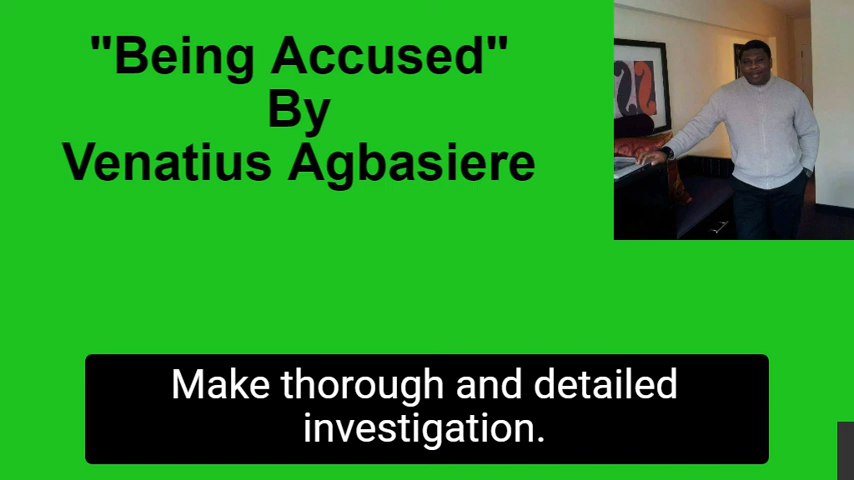 "Being Accused"
By
Venatius Agbasiere
Make thorough and detailed
investigation.